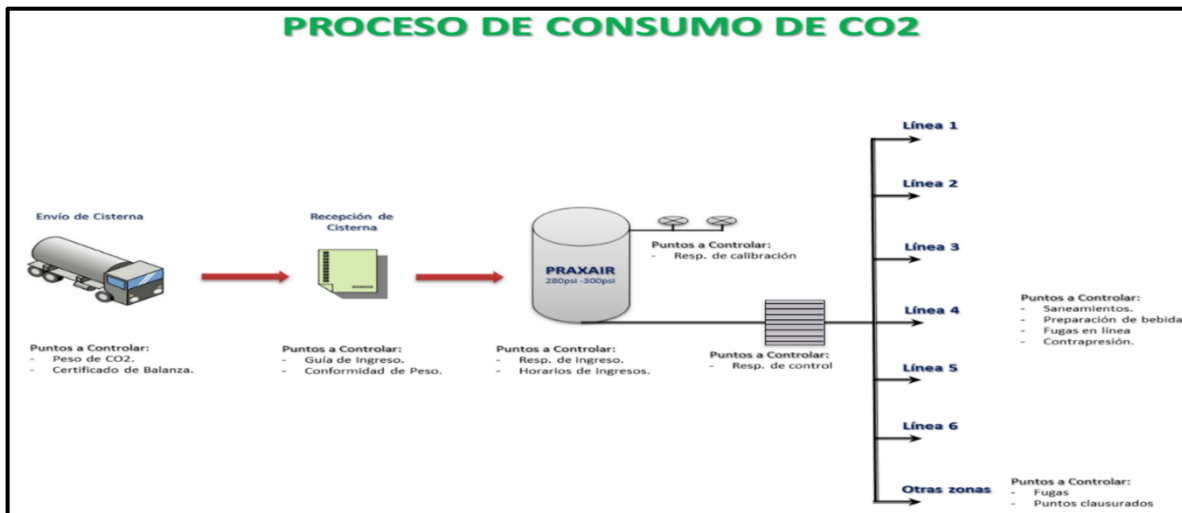 PROCESO DE CONSUMO DE CO2
Envío de Cisterna
Puntos a Controlar:
- Peso de CO2.
- Certificado de Balanza.
Recepción de
Cisterna
Puntos a Controlar:
- Guía de Ingreso.
- Conformidad de Peso.
PRAXAIR
280psi -300psi
Puntos a Controlar:
- Resp. de ingreso.
- Horarios de ingresos.
Puntos a Controlar:
- Resp. de calibración
Puntos a Controlar:
- Resp. de control
Línea 1
Línea 2
Línea 3
Línea 4
Línea 5
Línea 6
Otras zonas
Puntos a Controlar:
- Saneamientos.
- Preparación de bebida
- Fugas en línea
- Contrapresión.
Puntos a Controlar:
- Fugas
- Puntos clausurados